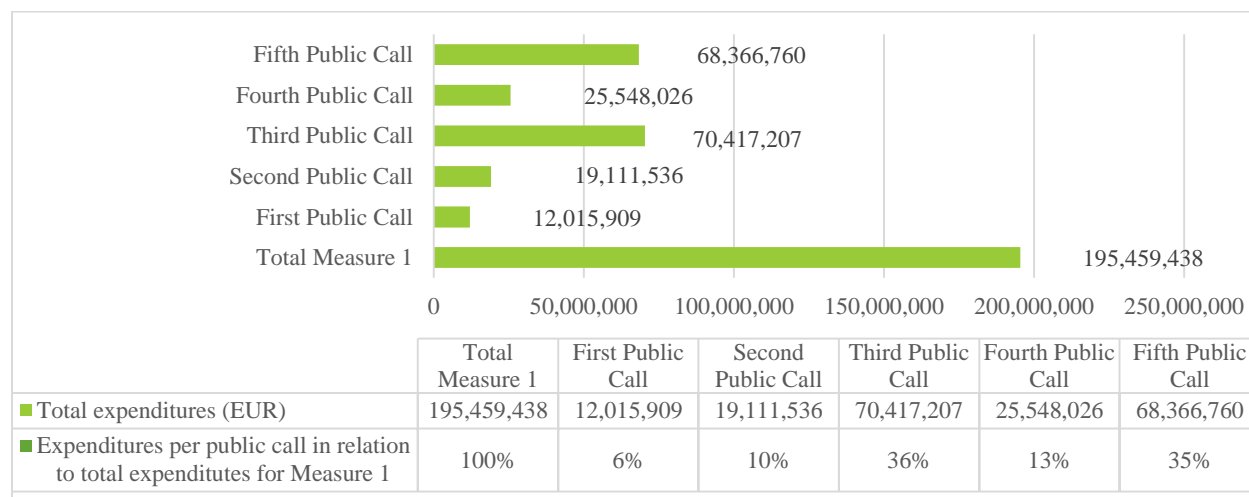 Fifth Public Call 68,366,760
Fourth Public Call 25,548,026
Third Public Call 70,417,207
Second Public Call 19,111,536
First Public Call 12,015,909
Total Measure 1 195,459,438
0 50,000,000 100,000,000 150,000,000 200,000,000 250,000,000
Total First Public Second Third Public Fourth Public Fifth Public
Measure 1 Call Public Call Call Call Call
Total expenditures (EUR) 195,459,438 12,015,909 19,111,536 70,417,207 25,548,026 68,366,760
Expenditures per public call in relation
to total expenditutes for Measure 1 100% 6% 10% 36% 13% 35%